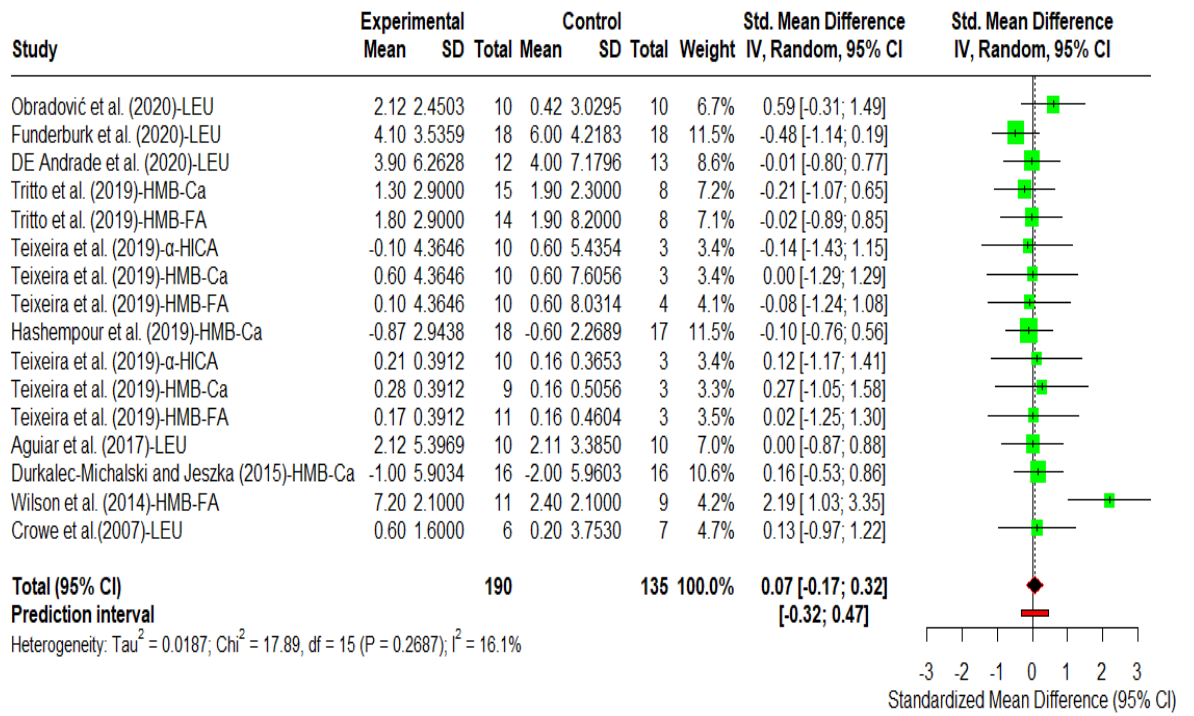 Experimental Control Std. Mean Difference Std. Mean Difference
Study Mean SD Total Mean SD Total Weight IV, Random, 95% CI IV, Random, 95% CI
Obradović et al. (2020)-LEU 2.12 2.4503 10 0.42 3.0295 10 6.7% 0.59 [-0.31; 1.49]
Funderburk et al. (2020)-LEU 4.10 3.5359 18 6.00 4.2183 18 11.5% -0.48 [-1.14; 0.19]
DE Andrade et al. (2020)-LEU 3.90 6.2628 12 4.00 7.1796 13 8.6% -0.01 [-0.80; 0.77]
Tritto et al. (2019)-HMB-Ca 1.30 2.9000 15 1.90 2.3000 8 7.2% -0.21 [-1.07; 0.65]
Tritto et al. (2019)-HMB-FA 1.80 2.9000 14 1.90 8.2000 8 7.1% -0.02 [-0.89; 0.85]
Teixeira et al. (2019)-α-HICA -0.10 4.3646 10 0.60 5.4354 3 3.4% -0.14 [-1.43; 1.15]
Teixeira et al. (2019)-HMB-Ca 0.60 4.3646 10 0.60 7.6056 3 3.4% 0.00 [-1.29; 1.29]
Teixeira et al. (2019)-HMB-FA 0.10 4.3646 10 0.60 8.0314 4 4.1% -0.08 [-1.24; 1.08]
Hashempour et al. (2019)-HMB-Ca -0.87 2.9438 18 -0.60 2.2689 17 11.5% -0.10 [-0.76; 0.56]
Teixeira et al. (2019)-α-HICA 0.21 0.3912 10 0.16 0.3653 3 3.4% 0.12 [-1.17; 1.41]
Teixeira et al. (2019)-HMB-Ca 0.28 0.3912 9 0.16 0.5056 3 3.3% 0.27 [-1.05; 1.58]
Teixeira et al. (2019)-HMB-FA 0.17 0.3912 11 0.16 0.4604 3 3.5% 0.02 [-1.25; 1.30]
Aguiar et al. (2017)-LEU 2.12 5.3969 10 2.11 3.3850 10 7.0% 0.00 [-0.87; 0.88]
Durkalec-Michalski and Jeszka (2015)-HMB-Ca -1.00 5.9034 16 -2.00 5.9603 16 10.6% 0.16 [-0.53; 0.86]
Wilson et al. (2014)-HMB-FA 7.20 2.1000 11 2.40 2.1000 9 4.2% 2.19 [ 1.03; 3.35]
Crowe et al.(2007)-LEU 0.60 1.6000 6 0.20 3.7530 7 4.7% 0.13 [-0.97; 1.22]
Total (95% CI) 190 135 100.0% 0.07 [-0.17; 0.32]
Prediction interval [-0.32; 0.47]
Heterogeneity: Tau² = 0.0187; Chi² = 17.89, df = 15 (P = 0.2687); I² = 16.1%
-3 -2 -1 0 1 2 3
Standardized Mean Difference (95% CI)